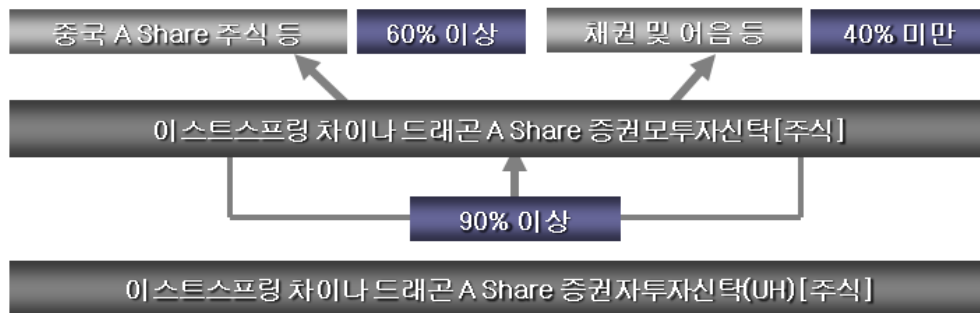 중국 A Share 주식 등 60% 이상 채권 및 어음 등 40% 미만
이스트스프링 차이나 드래곤 A Share 증권모투자신탁[주식]
90% 이상
이스트스프링 차이나 드래곤 A Share 증권자투자신탁(UH)[주식]